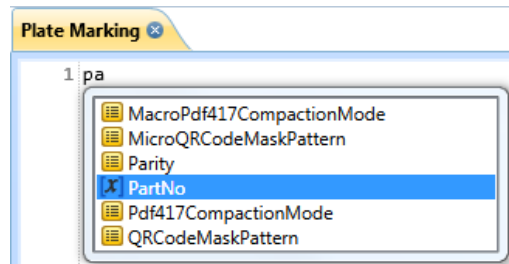 Plate Marking
1 pa
MacroPdf417CompactionMode
MicroQRCodeMaskPattern
Parity
[X] PartNo
Pdf417CompactionMode
QRCodeMaskPattern